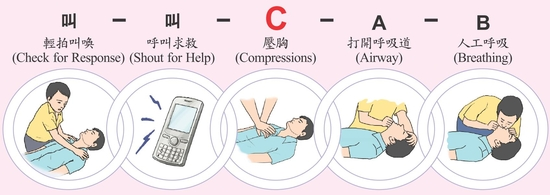 叫 – 叫 – C – A – B
輕拍叫喚 呼叫求救 壓胸 打開呼吸道 人工呼吸
(Check for Response) (Shout for Help) (Compressions) (Airway) (Breathing)